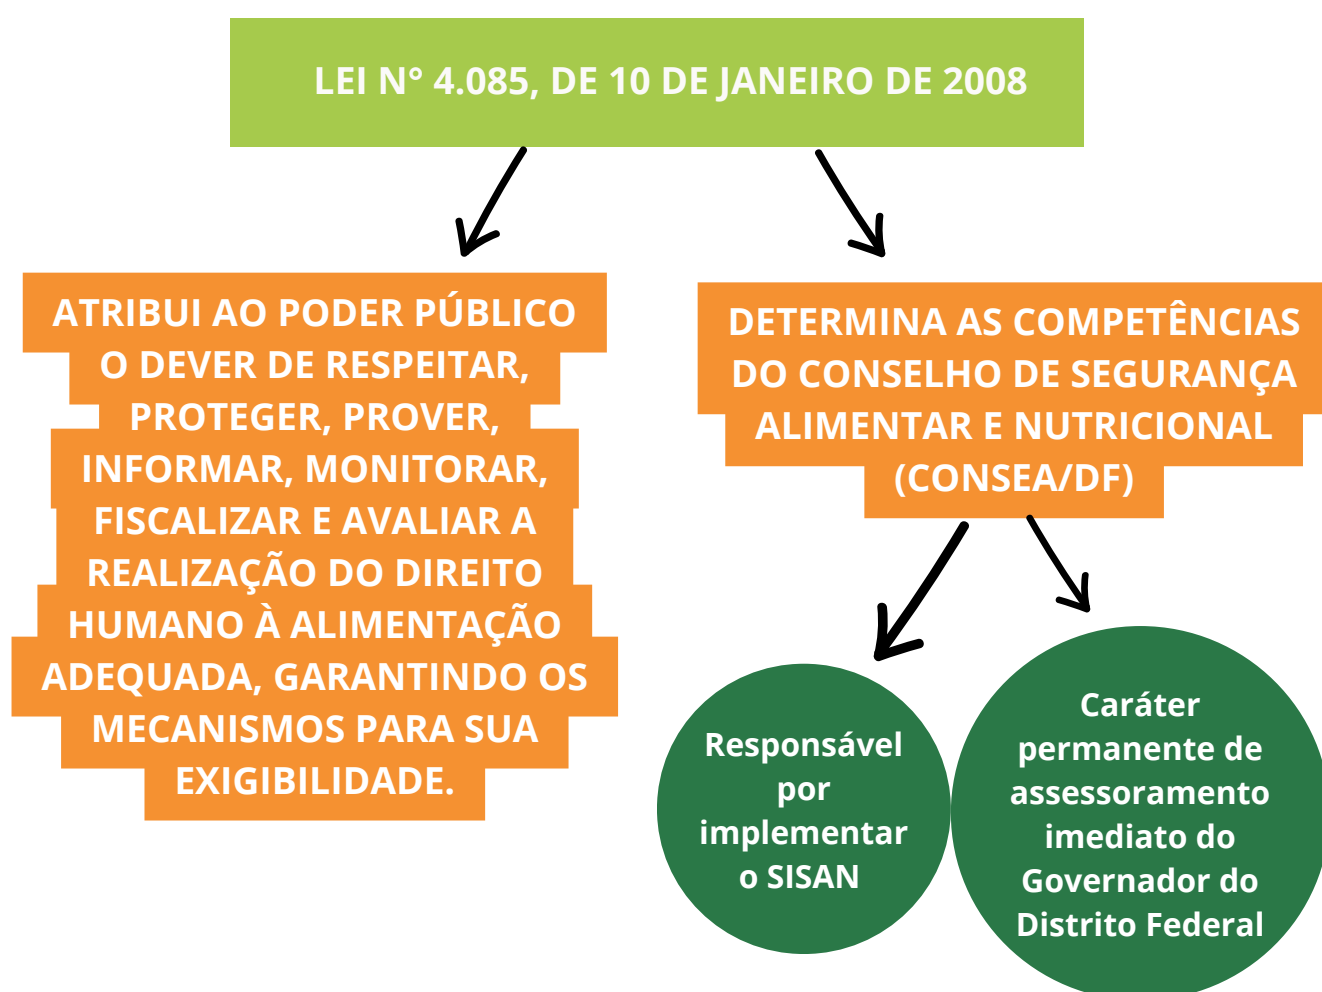 LEI N° 4.085, DE 10 DE JANEIRO DE 2008
ATRIBUI AO PODER PÚBLICO
O DEVER DE RESPEITAR,
PROTEGER, PROVER,
INFORMAR, MONITORAR,
FISCALIZAR E AVALIAR A
REALIZAÇÃO DO DIREITO
HUMANO À ALIMENTAÇÃO
ADEQUADA, GARANTINDO OS
MECANISMOS PARA SUA
EXIGIBILIDADE.
DETERMINA AS COMPETÊNCIAS
DO CONSELHO DE SEGURANÇA
ALIMENTAR E NUTRICIONAL
(CONSEA/DF)
Responsável
por
implementar
o SISAN
Caráter
permanente de
assessoramento
imediato do
Governador do
Distrito Federal